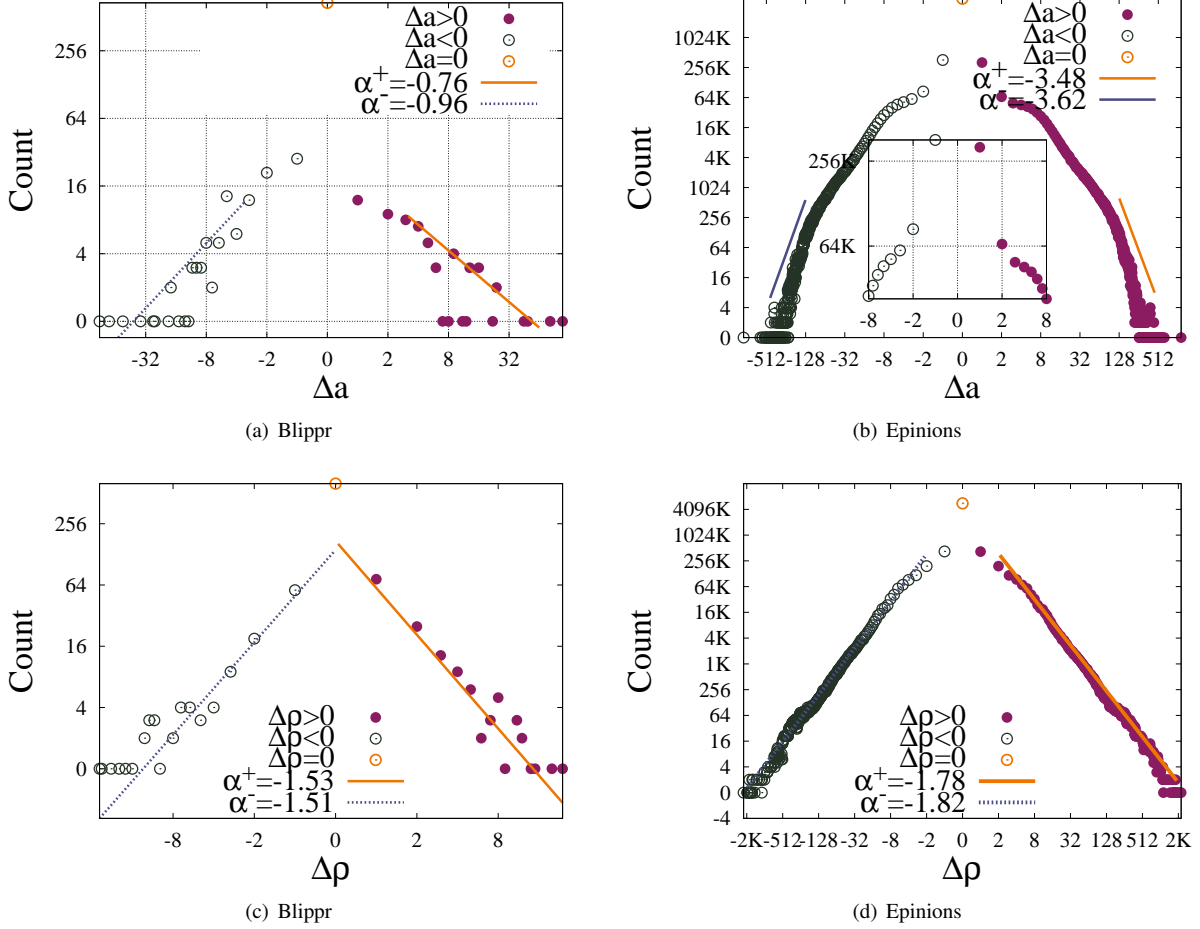 Δa>0
Δa<0
Δa=0
α⁺=-0.76
α⁻=-0.96
256
64
16
4
0
Count
-32 -8 -2 0 2 8 32
Δa
(a) Blippr
Δa>0
Δa<0
Δa=0
α⁺=-3.48
α⁻=-3.62
1024K
256K
64K
16K
4K
1024
256
64
16
4
0
Count
256K
64K
-8 -2 0 2 8
-512 -128 -32 -8 -2 0 2 8 32 128 512
Δa
(b) Epinions
256
64
16
4
0
Count
Δρ>0
Δρ<0
Δρ=0
α⁺=-1.53
α⁻=-1.51
-8 -2 0 2 8
Δρ
(c) Blippr
4096K
1024K
256K
64K
16K
4K
1K
256
64
16
4
0
-4
Count
Δρ>0
Δρ<0
Δρ=0
α⁺=-1.78
α⁻=-1.82
-2K -512 -128 -32 -8 -2 0 2 8 32 128 512 2K
Δρ
(d) Epinions